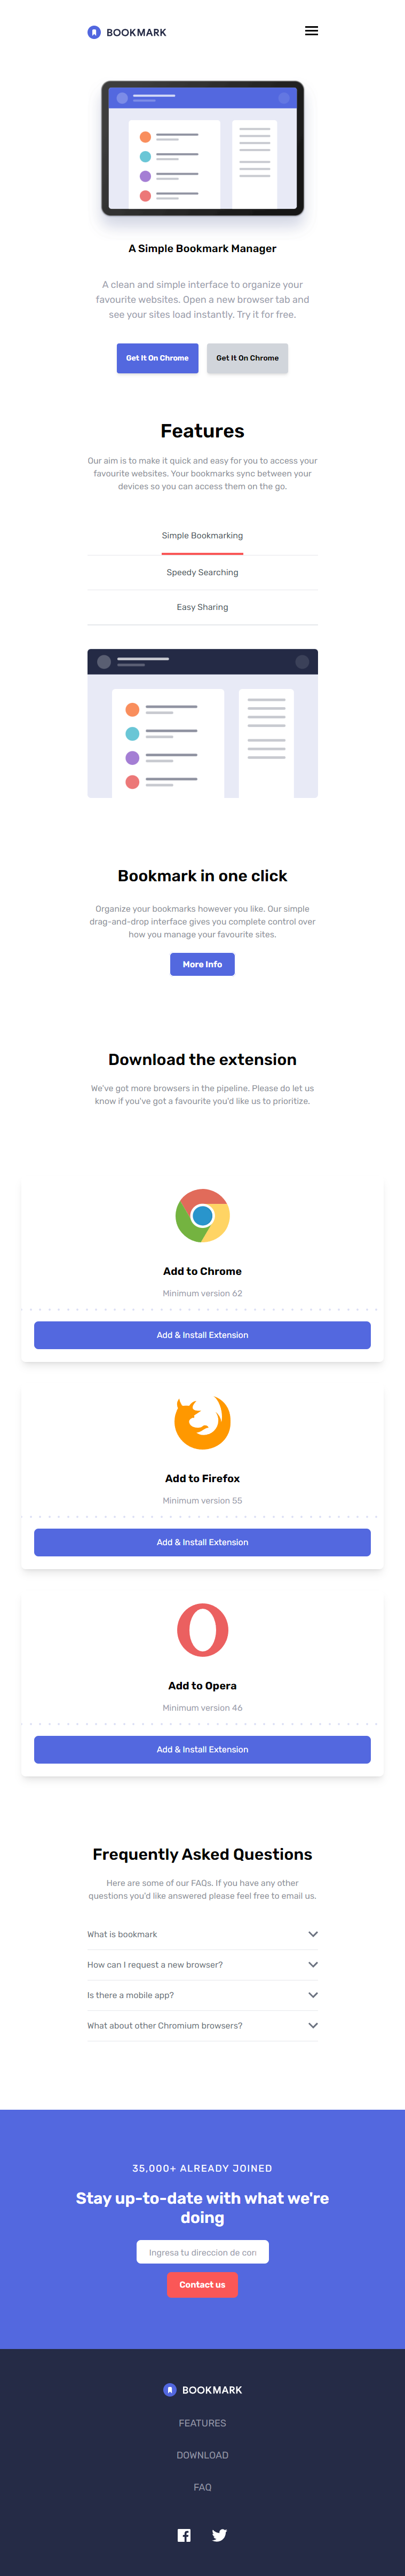 BOOKMARK
A Simple Bookmark Manager
A clean and simple interface to organize your
favourite websites. Open a new browser tab and
see your sites load instantly. Try it for free.
Get It On Chrome
Get It On Chrome
Features
Our aim is to make it quick and easy for you to access your
favourite websites. Your bookmarks sync between your
devices so you can access them on the go.
Simple Bookmarking
Speedy Searching
Easy Sharing
Bookmark in one click
Organize your bookmarks however you like. Our simple
drag-and-drop interface gives you complete control over
how you manage your favourite sites.
More Info
Download the extension
We've got more browsers in the pipeline. Please do let us
know if you've got a favourite you'd like us to prioritize.
Add to Chrome
Minimum version 62
Add & Install Extension
Add to Firefox
Minimum version 55
Add & Install Extension
Add to Opera
Minimum version 46
Add & Install Extension
Frequently Asked Questions
Here are some of our FAQs. If you have any other
questions you'd like answered please feel free to email us.
What is bookmark
How can I request a new browser?
Is there a mobile app?
What about other Chromium browsers?
35,000+ ALREADY JOINED
Stay up-to-date with what we're
doing
Ingresa tu direccion de corr
Contact us
BOOKMARK
FEATURES
DOWNLOAD
FAQ